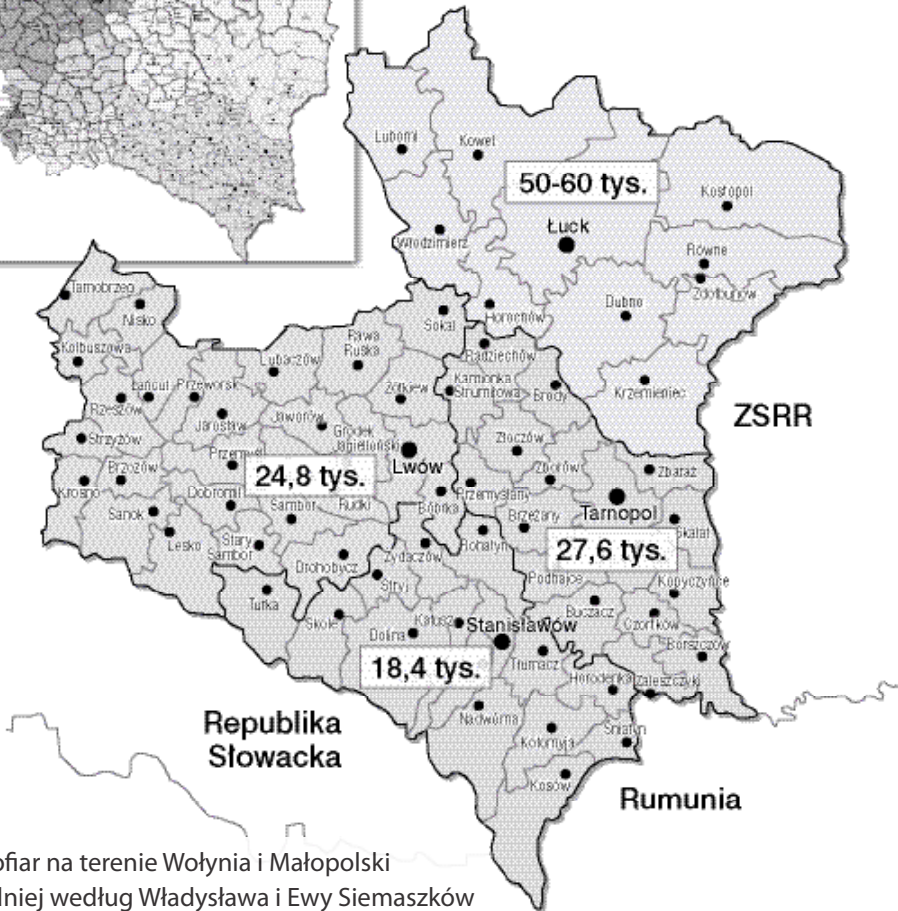 Luboml
Kowel
50-60 tys.
Kostopol
Łuck
Włodzimierz
Równe
Zdołbunów
Tarnobrzeg
Nisko
Horochów
Dubno
Sokal
Kolbuszowa
Rawa
Ruska
Radziechów
Lubaczów
Krzemieniec
Łańcut
Przeworsk
Żółkiew
Kamionka
Strumiłowa
Brody
ZSRR
Rzeszów
Jarosław
Jaworów
Gródek
Jagielloński
Strzyżów
Przemyśl
Lwów
Złoczów
Zborów
Zbaraż
Brzozów
24,8 tys.
Krosno
Dobromil
Sambor
Rudki
Bóbrka
Przemyślany
Tarnopol
Sanok
Brzeżany
Skałat
Lesko
Stary
Sambor
Rohatyn
27,6 tys.
Drohobycz
Żydaczów
Podhajce
Kopyczyńce
Stryj
Turka
Buczacz
Czortków
Skole
Kałusz
Stanisławów
Dolina
Borszczów
18,4 tys.
Tłumacz
Horodenka
Zaleszczyki
Nadwórna
Republika
Słowacka
Kołomyja
Śniatyn
Kosów
Rumunia
ofiar na terenie Wołynia i Małopolski
dniej według Władysława i Ewy Siemaszków